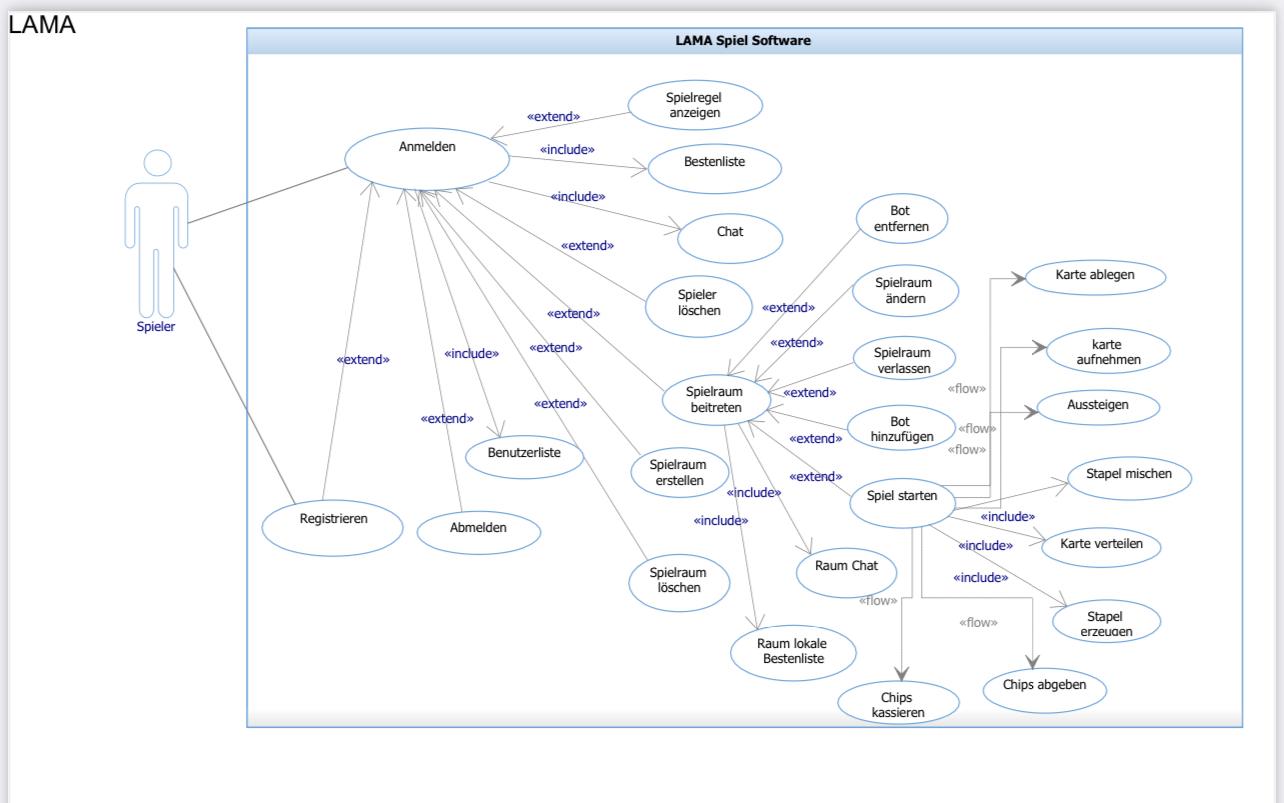 LAMA
LAMA Spiel Software
Spielregel
anzeigen
«extend»
Anmelden
«include»
Bestenliste
«include»
Chat
Bot
entfernen
«extend»
Karte ablegen
Spielraum
ändern
Spieler
löschen
«extend»
«extend»
Spieler
«extend»
karte
aufnehmen
«extend»
«include»
«extend»
Spielraum
verlassen
«flow»
Spielraum
beitreten
«extend»
«extend»
Aussteigen
«extend»
Bot
hinzufügen
«flow»
«extend»
«flow»
Benutzerliste
Spielraum
erstellen
«extend»
Stapel mischen
«include»
Spiel starten
Registrieren
Abmelden
«include»
«include»
«include»
Karte verteilen
Raum Chat
Spielraum
löschen
«include»
«flow»
Stapel
erzeugen
«flow»
Raum lokale
Bestenliste
Chips abgeben
Chips
kassieren